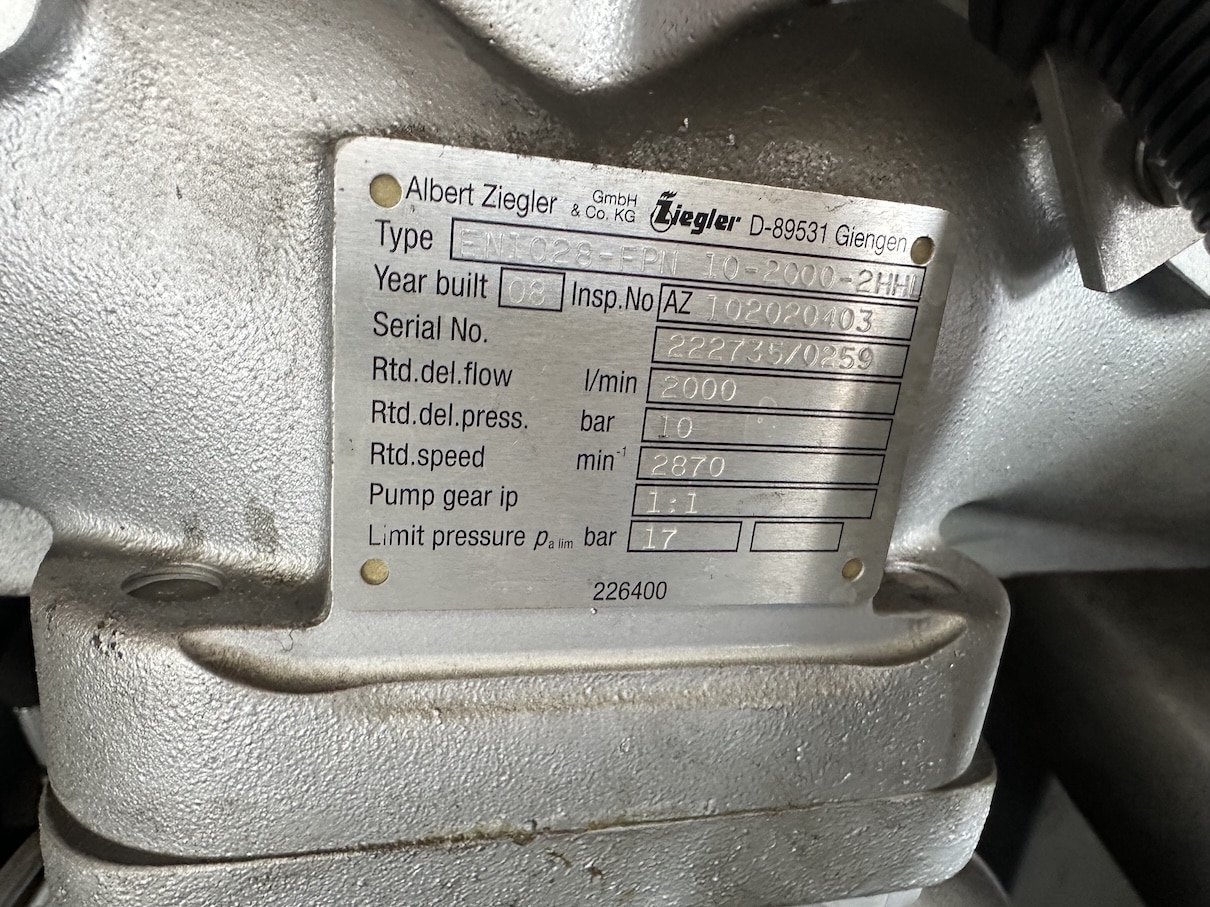 Albert Ziegler GmbH & Co. KG Ziegler D-89531 Giengen
Type EN1028-FPN 10-2000-2HH
Year built 08 Insp.No AZ 102020403
Serial No. 222735/0259
Rtd.del.flow l/min 2000
Rtd.del.press. bar 10
Rtd.speed min⁻¹ 2870
Pump gear ip 1:1
Limit pressure pa lim bar 17
226400